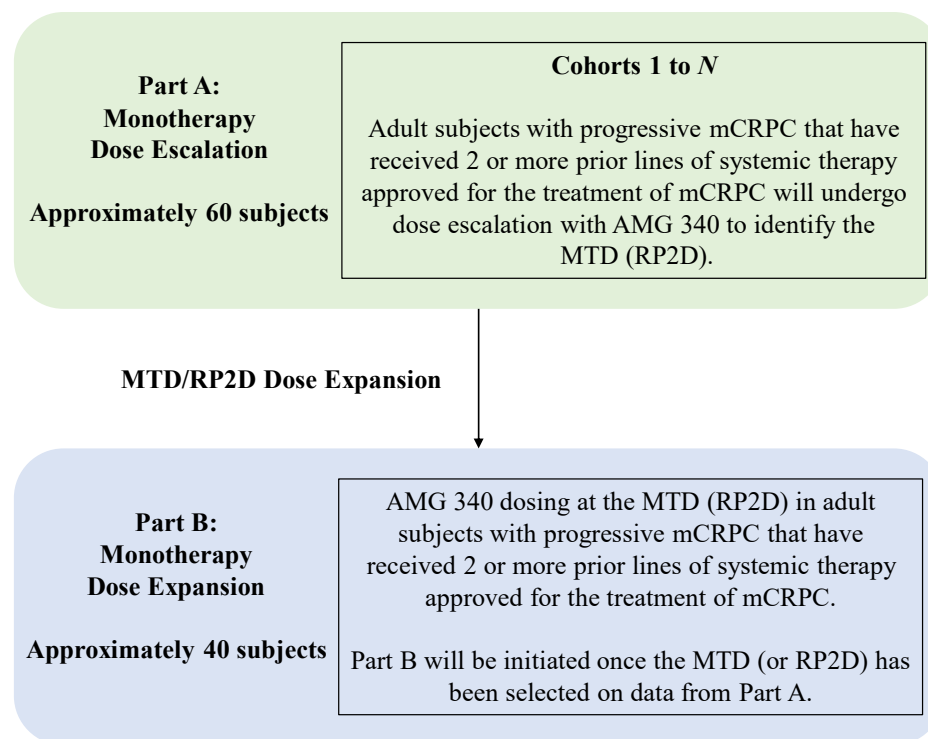 Part A:
Monotherapy
Dose Escalation
Approximately 60 subjects
Cohorts 1 to N
Adult subjects with progressive mCRPC that have
received 2 or more prior lines of systemic therapy
approved for the treatment of mCRPC will undergo
dose escalation with AMG 340 to identify the
MTD (RP2D).
MTD/RP2D Dose Expansion
Part B:
Monotherapy
Dose Expansion
Approximately 40 subjects
AMG 340 dosing at the MTD (RP2D) in adult
subjects with progressive mCRPC that have
received 2 or more prior lines of systemic therapy
approved for the treatment of mCRPC.
Part B will be initiated once the MTD (or RP2D) has
been selected on data from Part A.